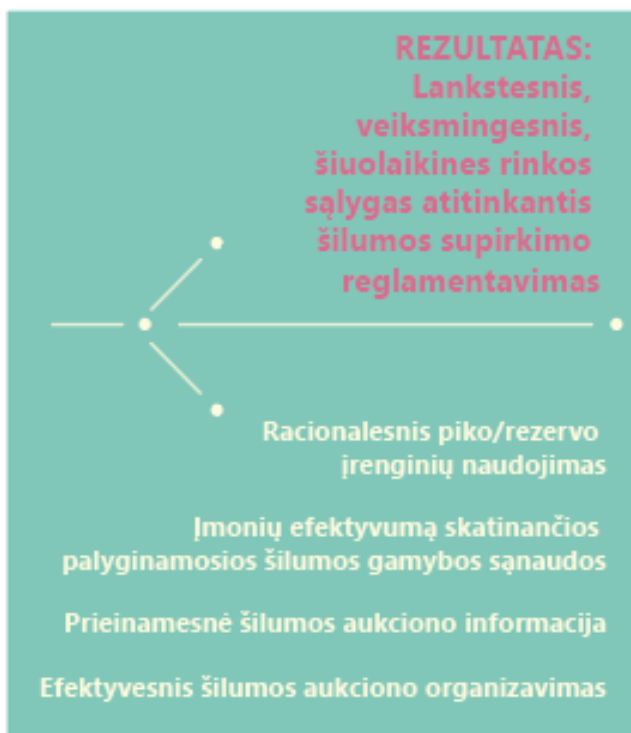 REZULTATAS:
Lankstesnis,
veiksmingesnis,
šiuolaikines rinkos
sąlygas atitinkantis
šilumos supirkimo
reglamentavimas
Racionalesnis piko/rezervo
įrenginių naudojimas
Įmonių efektyvumą skatinančios
palyginamosios šilumos gamybos sąnaudos
Prieinamesnė šilumos aukciono informacija
Efektyvesnis šilumos aukciono organizavimas